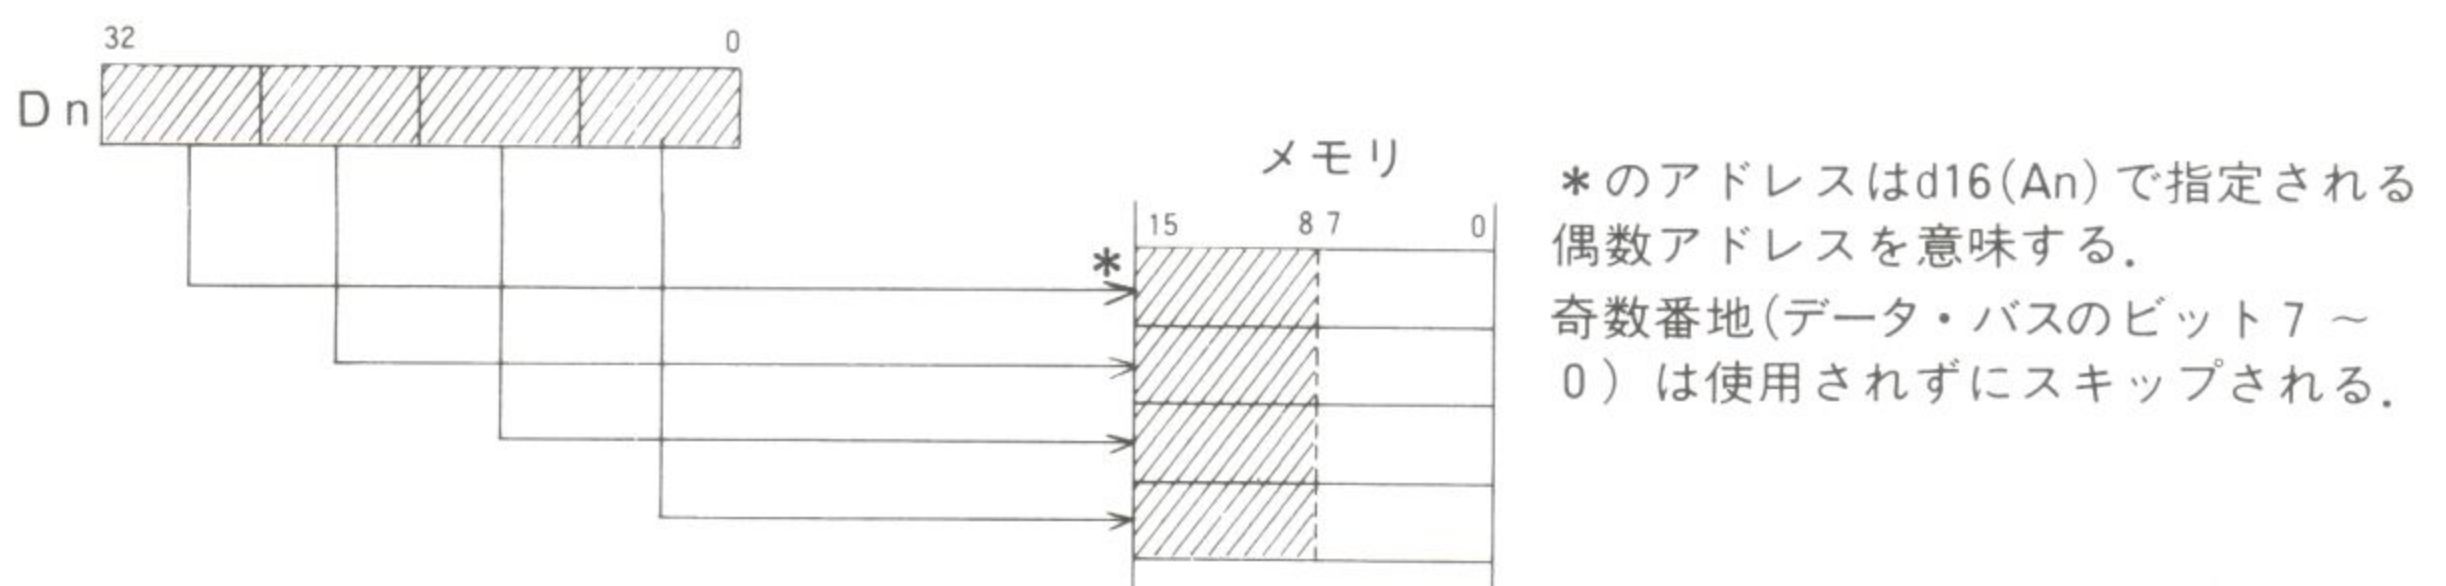 32 0
Dn
メモリ
15 8 7 0
*
*のアドレスはd16(An)で指定される
偶数アドレスを意味する.
奇数番地(データ・バスのビット7～
0)は使用されずにスキップされる.